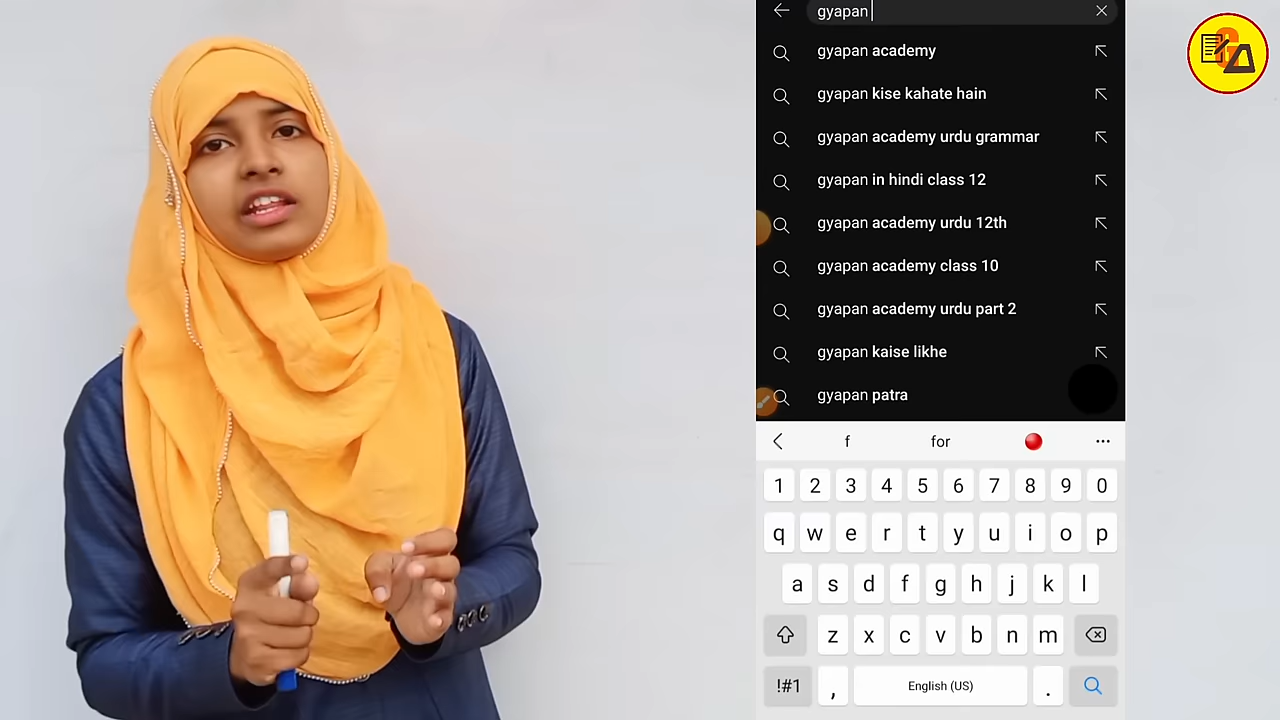 gyapan
gyapan academy
gyapan kise kahate hain
gyapan academy urdu grammar
gyapan in hindi class 12
gyapan academy urdu 12th
gyapan academy class 10
gyapan academy urdu part 2
gyapan kaise likhe
gyapan patra
f for ...
1 2 3 4 5 6 7 8 9 0
q w e r t y u i o p
a s d f g h j k l
z x c v b n m
!#1 , English (US) .